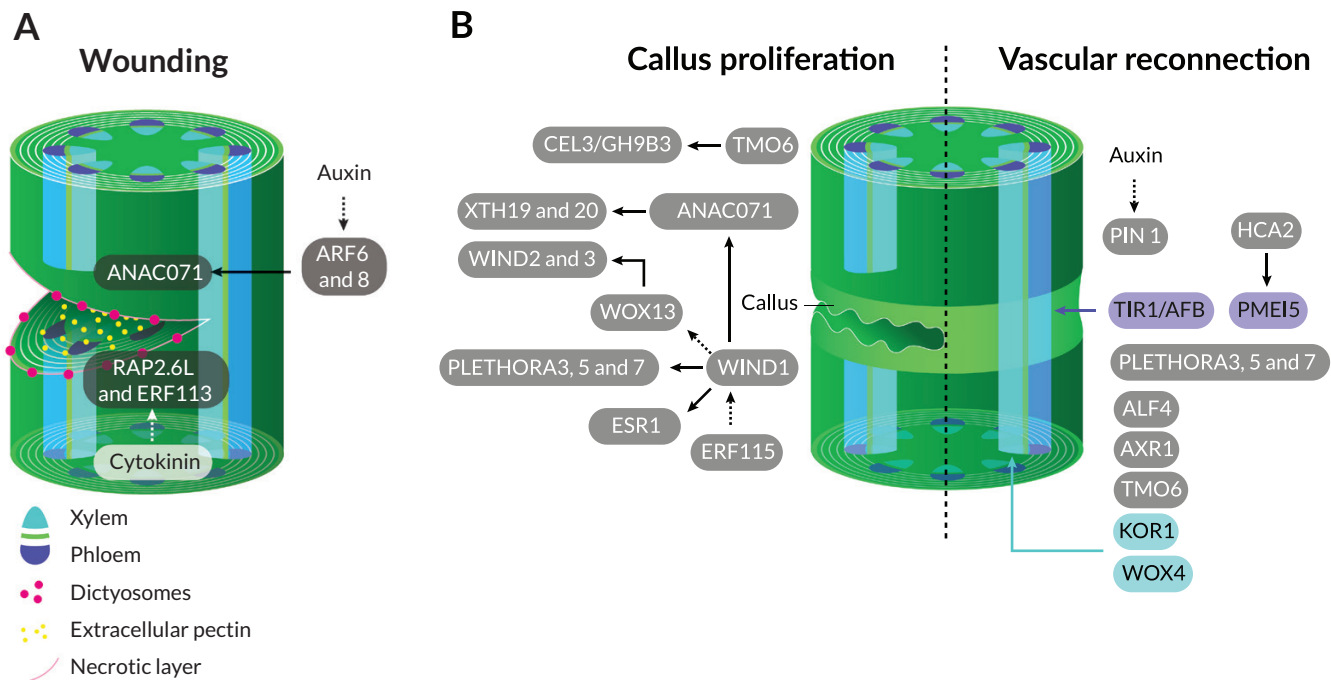 A
Wounding
Auxin
ARF6
and 8
ANAC071
RAP2.6L
and ERF113
Cytokinin
Xylem
Phloem
Dictyosomes
Extracellular pectin
Necrotic layer
B
Callus proliferation
Vascular reconnection
CEL3/GH9B3
TMO6
XTH19 and 20
ANAC071
WIND2 and 3
WOX13
Callus
PLETHORA3, 5 and 7
WIND1
ESR1
ERF115
Auxin
PIN 1
HCA2
TIR1/AFB
PMEI5
PLETHORA3, 5 and 7
ALF4
AXR1
TMO6
KOR1
WOX4